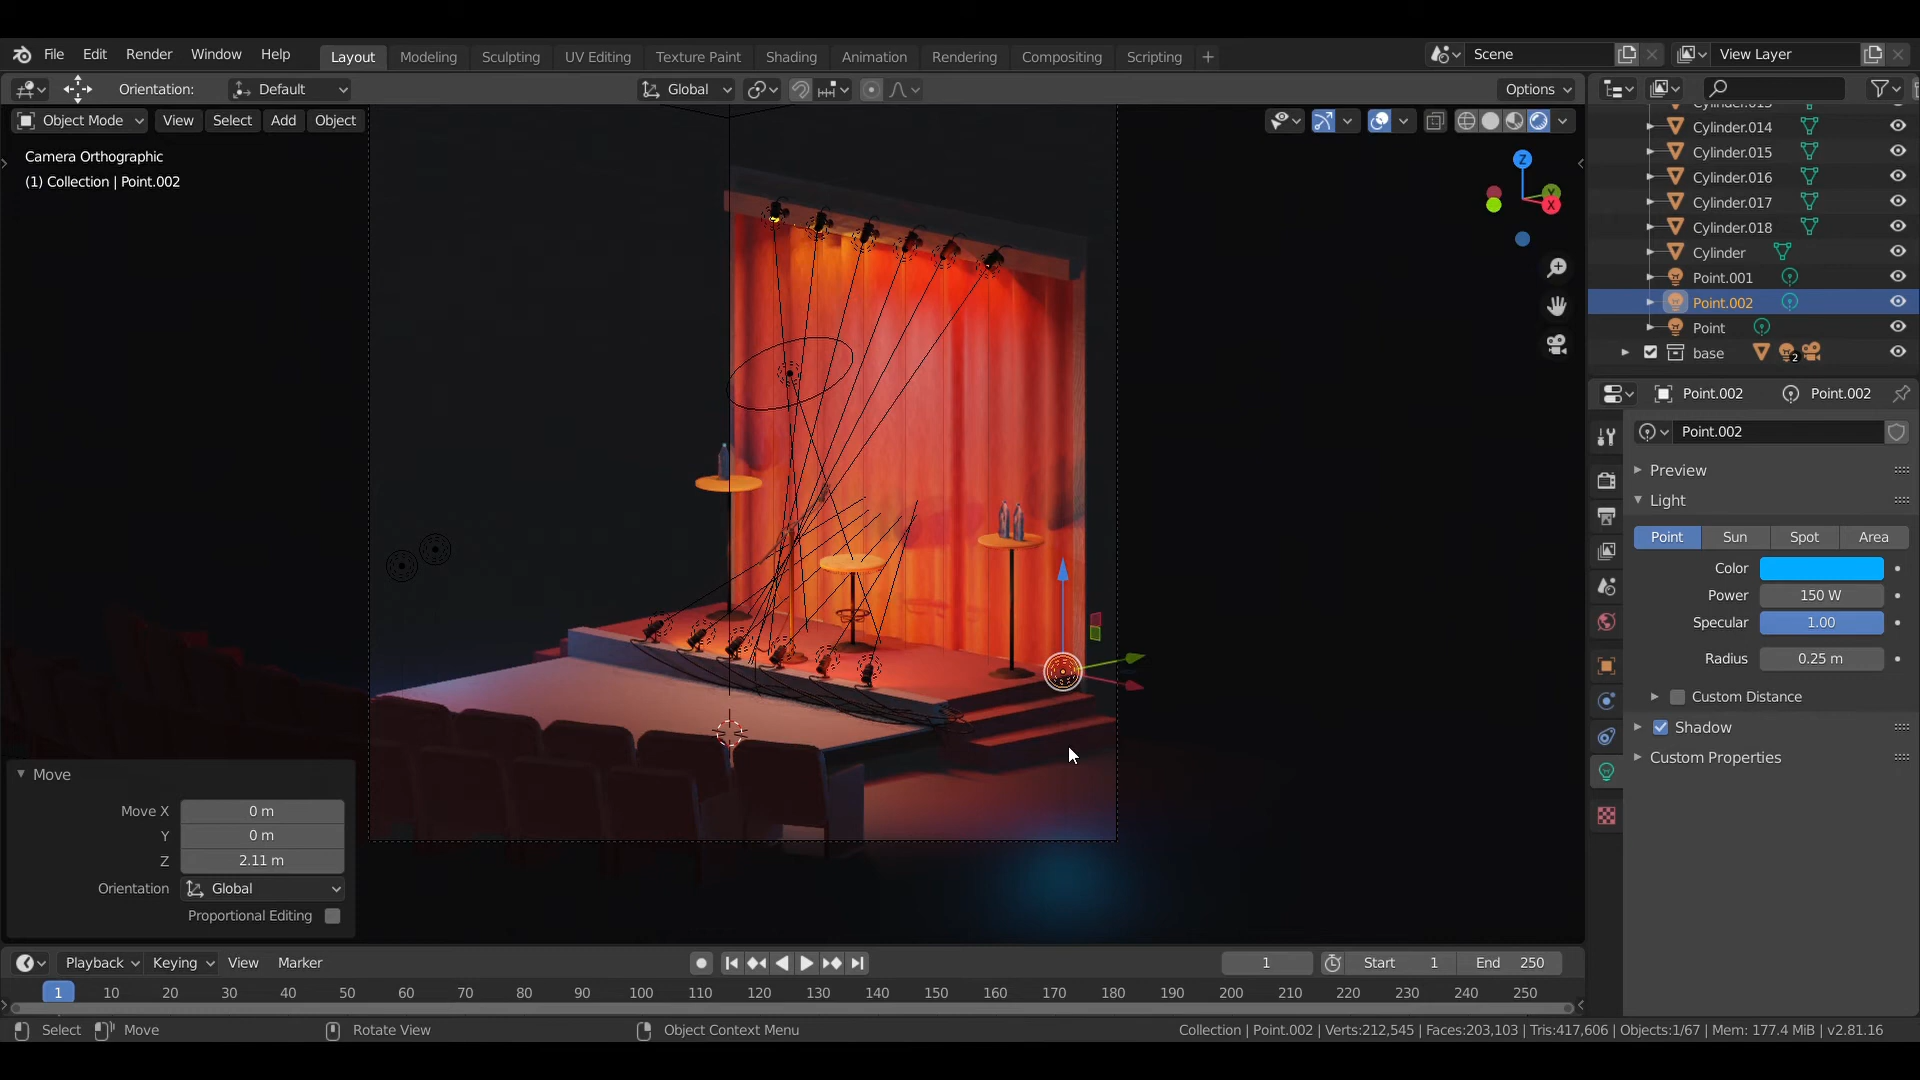 File Edit Render Window Help Layout Modeling Sculpting UV Editing Texture Paint Shading Animation Rendering Compositing Scripting + Scene View Layer
Orientation: Default Global Options
Object Mode View Select Add Object
Camera Orthographic
(1) Collection | Point.002
Z
Y
X
Cylinder.014
Cylinder.015
Cylinder.016
Cylinder.017
Cylinder.018
Cylinder
Point.001
Point.002
Point
base 2
Point.002 Point.002
Point.002
Preview
Light
Point Sun Spot Area
Color
Power 150 W
Specular 1.00
Radius 0.25 m
Custom Distance
Shadow
Custom Properties
Move
Move X 0 m
Y 0 m
Z 2.11 m
Orientation Global
Proportional Editing
Playback Keying View Marker 1 Start 1 End 250
1 10 20 30 40 50 60 70 80 90 100 110 120 130 140 150 160 170 180 190 200 210 220 230 240 250
Select Move Rotate View Object Context Menu Collection | Point.002 | Verts:212,545 | Faces:203,103 | Tris:417,606 | Objects:1/67 | Mem: 177.4 MiB | v2.81.16